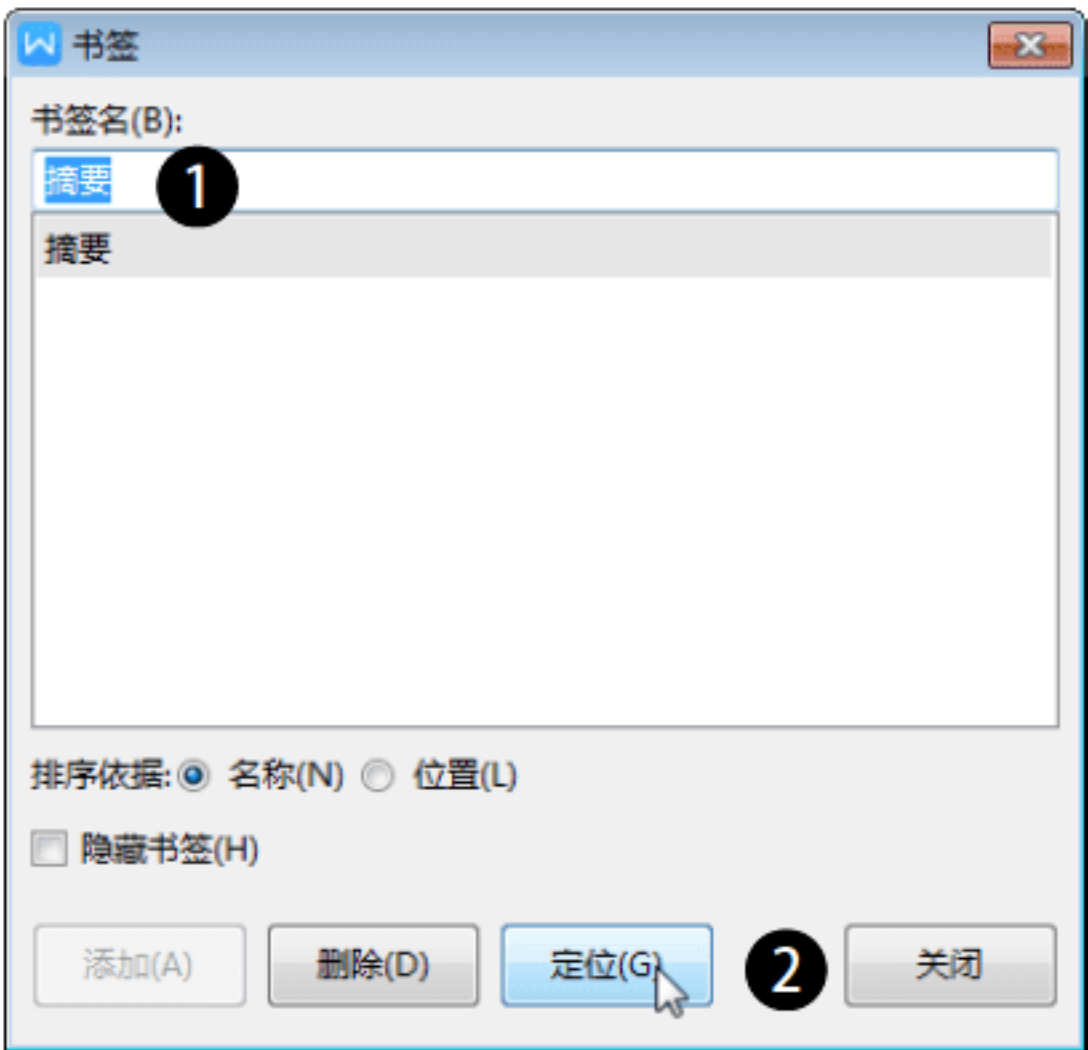 书签
书签名(B):
摘要 1
摘要
排序依据: 名称(N) 位置(L)
隐藏书签(H)
添加(A) 删除(D) 定位(G) 2 关闭